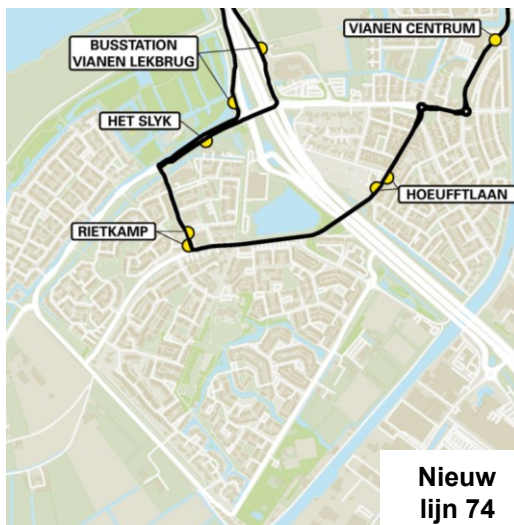 BUSSTATION
VIANEN LEKBRUG
VIANEN CENTRUM
HET SLYK
HOEUFFTLAAN
RIETKAMP
Nieuw
lijn 74